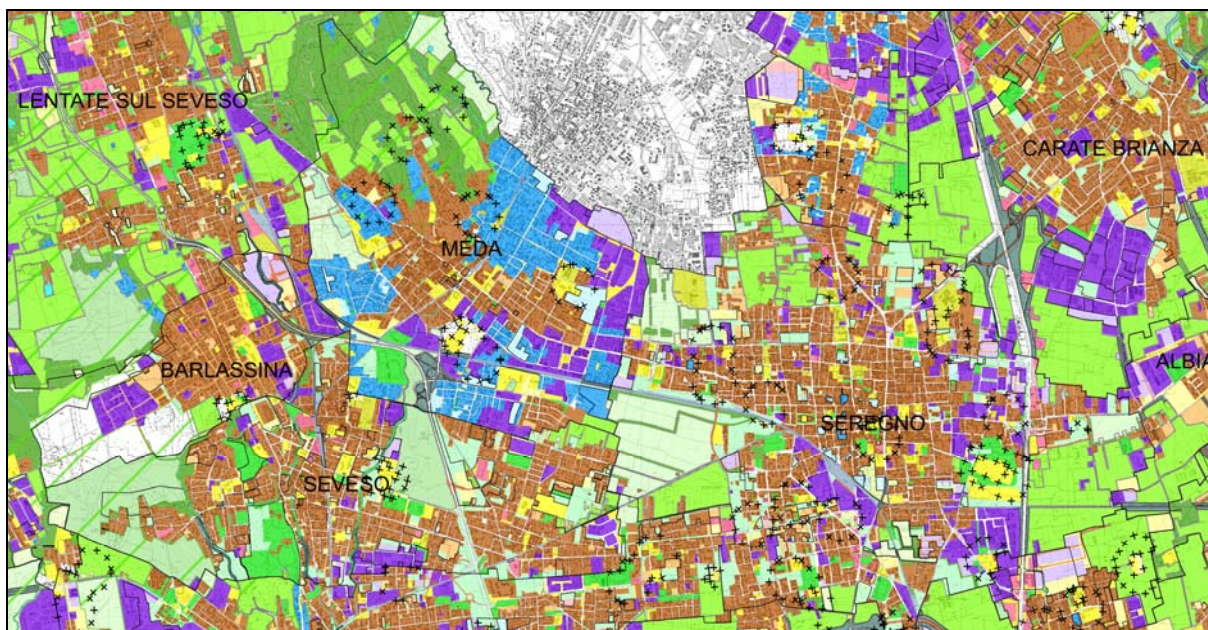 LENTATE SUL SEVESO
CARATE BRIANZA
MEDA
BARLASSINA
ALBIA
SEREGNO
SEVESO